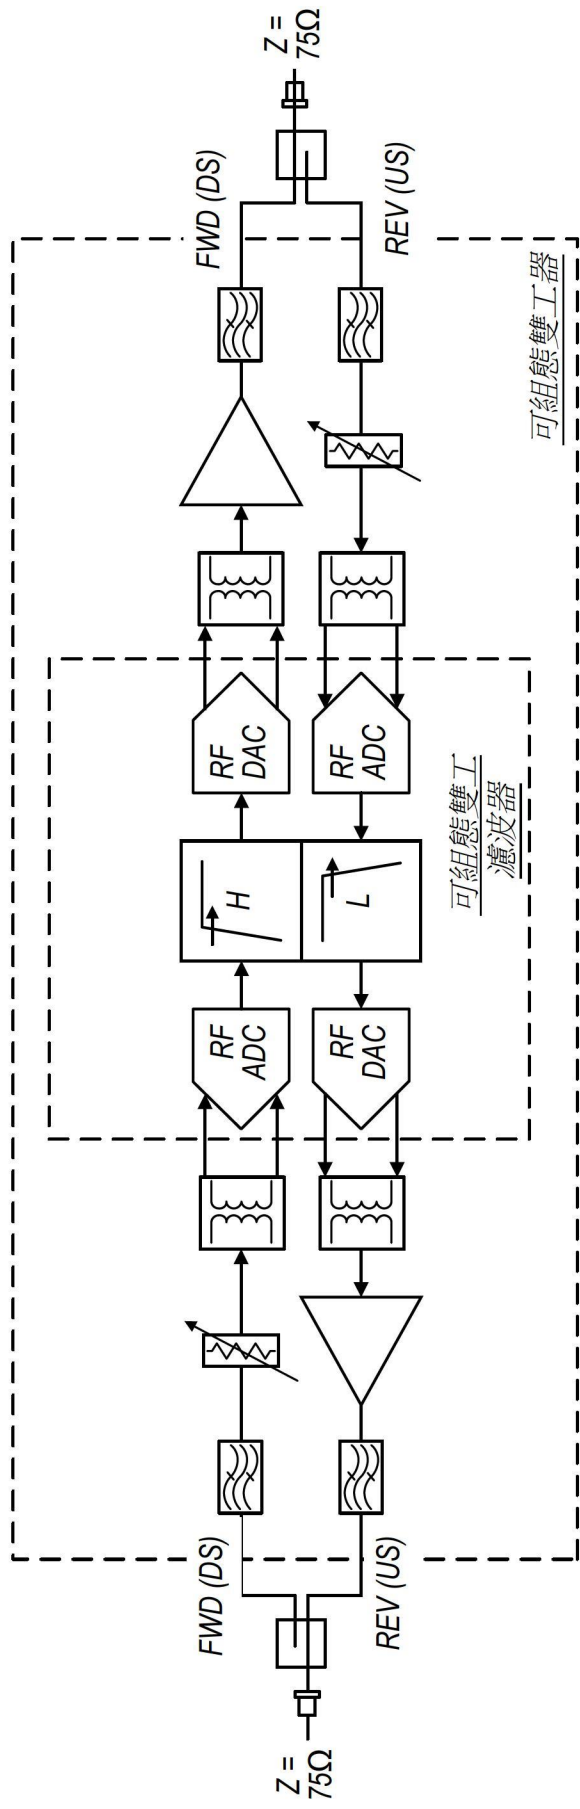 Z =
75Ω
FWD (DS)
REV (US)
RF
ADC
RF
DAC
H
L
RF
DAC
RF
ADC
可組態雙工
濾波器
可組態雙工器
FWD (DS)
REV (US)
Z =
75Ω